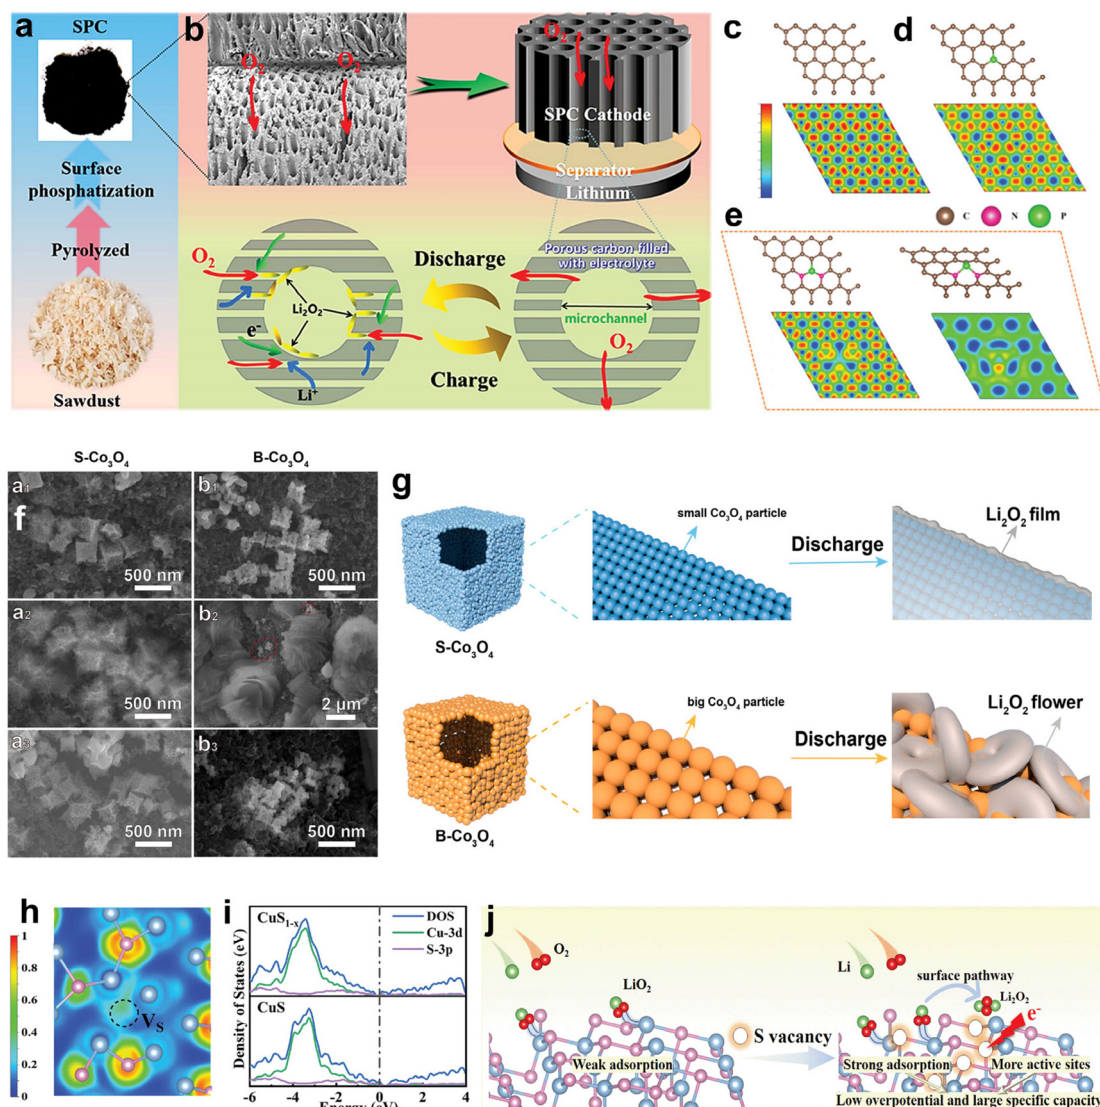 a
SPC
Surface
phosphatization
Pyrolyzed
Sawdust
b
O₂
O₂
O₂
SPC Cathode
Separator
Lithium
Porous carbon filled
with electrolyte
O₂
Li₂O₂
e⁻
Li⁺
Discharge
Charge
microchannel
O₂
c
d
e
C
N
P
f
S-Co₃O₄
B-Co₃O₄
a₁
500 nm
b₁
500 nm
a₂
500 nm
b₂
2 μm
a₃
500 nm
b₃
500 nm
g
S-Co₃O₄
small Co₃O₄ particle
Discharge
Li₂O₂ film
B-Co₃O₄
big Co₃O₄ particle
Discharge
Li₂O₂ flower
h
1
0.8
0.6
0.4
0.2
0
V_S
i
Density of States (eV)
CuS₁₋ₓ
DOS
Cu-3d
S-3p
CuS
DOS
Cu-3d
S-3p
-6
-4
-2
0
2
4
Energy (eV)
j
O₂
LiO₂
Weak adsorption
S vacancy
Li
O₂
surface pathway
Li₂O₂
e⁻
Strong adsorption
More active sites
Low overpotential and large specific capacity